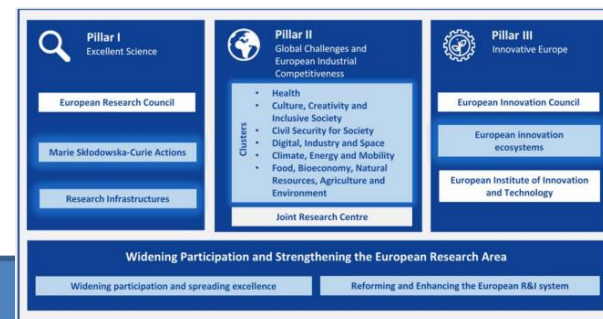 Pillar I
Excellent Science
European Research Council
Marie Skłodowska-Curie Actions
Research Infrastructures
Pillar II
Global Challenges and
European Industrial
Competitiveness
Clusters
• Health
• Culture, Creativity and
Inclusive Society
• Civil Security for Society
• Digital, Industry and Space
• Climate, Energy and Mobility
• Food, Bioeconomy, Natural
Resources, Agriculture and
Environment
Joint Research Centre
Pillar III
Innovative Europe
European Innovation Council
European innovation
ecosystems
European Institute of Innovation
and Technology
Widening Participation and Strengthening the European Research Area
Widening participation and spreading excellence
Reforming and Enhancing the European R&I system